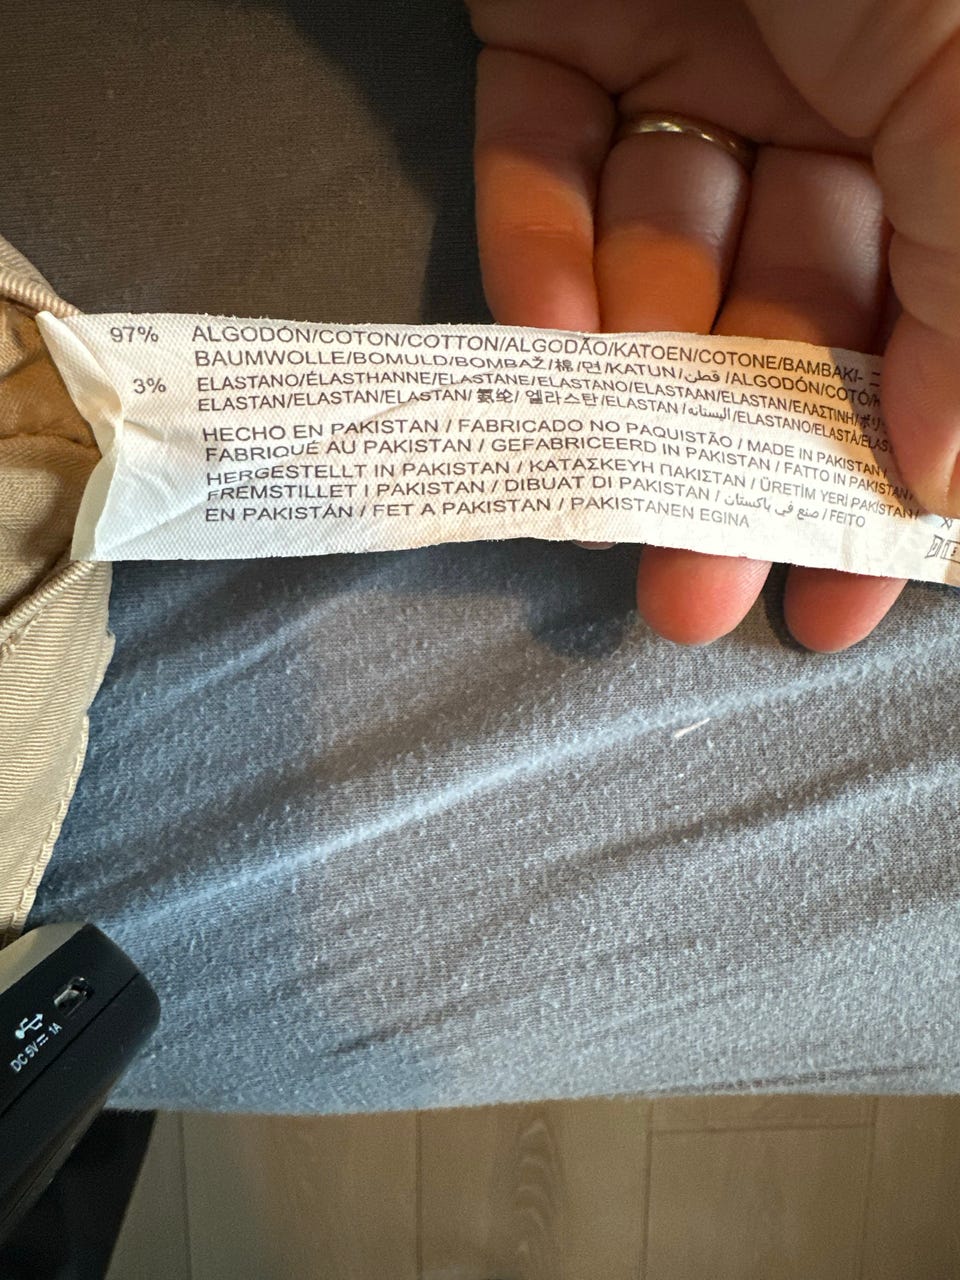 97% ALGODÓN/COTON/COTTON/ALGODÃO/KATOEN/COTONE/BAMBAKI-
BAUMWOLLE/BOMULD/BOMBAŽ/棉/면/KATUN/قطن/ALGODÓN/COTÓ/
3% ELASTANO/ÉLASTHANNE/ELASTANE/ELASTANO/ELASTAAN/ELASTAN/ΕΛΑΣΤΙΝΗ/
ELASTAN/ELASTAN/ELASTAN/氨纶/엘라스탄/ELASTAN/اليستانه/ELASTANO/ELASTÀ/
HECHO EN PAKISTAN / FABRICADO NO PAQUISTÃO / MADE IN PAKISTAN /
FABRIQUÉ AU PAKISTAN / GEFABRICEERD IN PAKISTAN / FATTO IN PAKISTAN/
HERGESTELLT IN PAKISTAN / ΚΑΤΑΣΚΕΥΗ ΠΑΚΙΣΤΑΝ / ÜRETİM YERİ PAKİSTAN/
FREMSTILLET I PAKISTAN / DIBUAT DI PAKISTAN / صنع في باكستان / FEITO
EN PAKISTÁN / FET A PAKISTAN / PAKISTANEN EGINA
DC 5V⎓ 1A